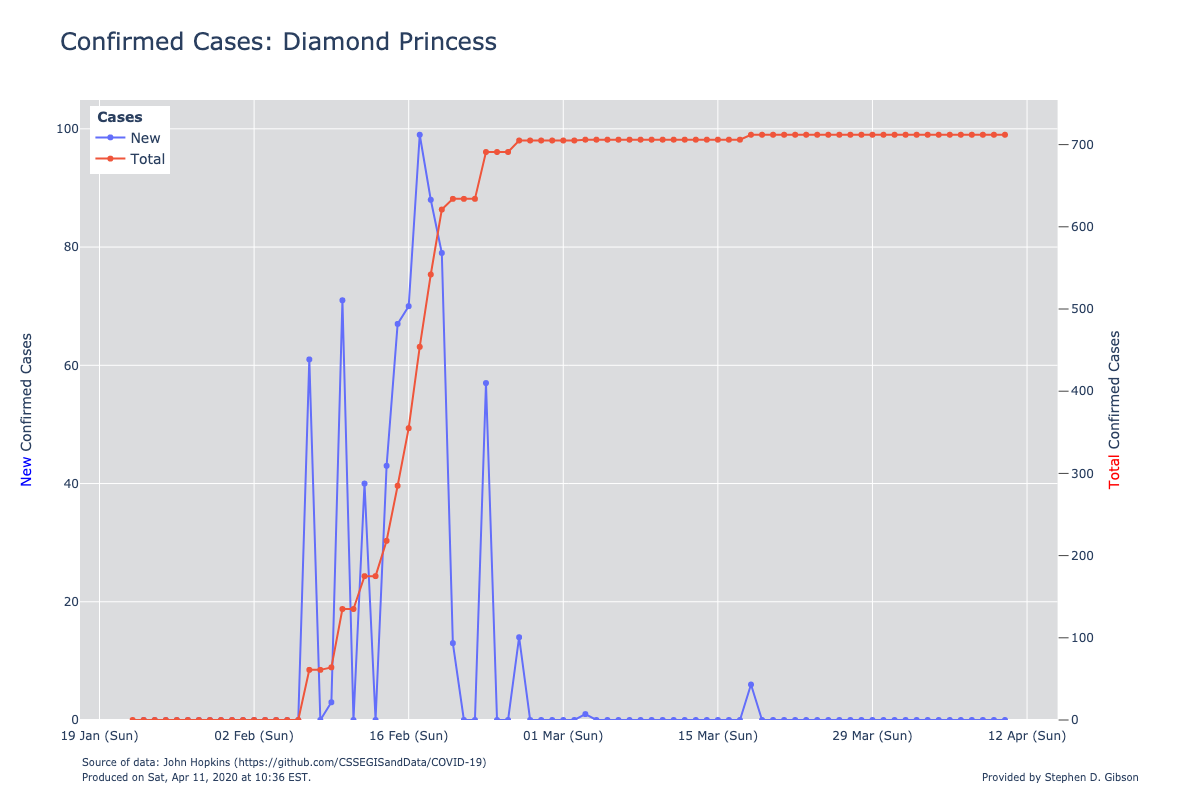 Confirmed Cases: Diamond Princess
Cases
New
Total
100
80
60
40
20
0
New Confirmed Cases
700
600
500
400
300
200
100
0
Total Confirmed Cases
19 Jan (Sun) 02 Feb (Sun) 16 Feb (Sun) 01 Mar (Sun) 15 Mar (Sun) 29 Mar (Sun) 12 Apr (Sun)
Source of data: John Hopkins (https://github.com/CSSEGISandData/COVID-19)
Produced on Sat, Apr 11, 2020 at 10:36 EST.
Provided by Stephen D. Gibson